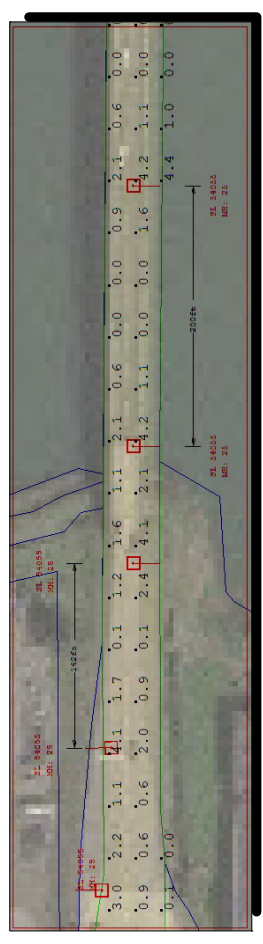 0.0 0.0 0.0
0.6 1.1 1.0
2.1 4.2 4.4
SL 54055
MH: 25
0.9 1.6
0.0 0.0
200ft
0.0 0.0
0.6 1.1
2.1 4.2
SL 54055
MH: 25
1.1 2.1
1.6 4.1
SL 54055
MH: 25
1.2 2.4
0.1 0.1
142ft
1.7 0.9
4.1 2.0
SL 54055
MH: 25
1.1 0.6
2.2 0.6 0.0
SL 54055
MH: 25
3.0 0.9 0.1